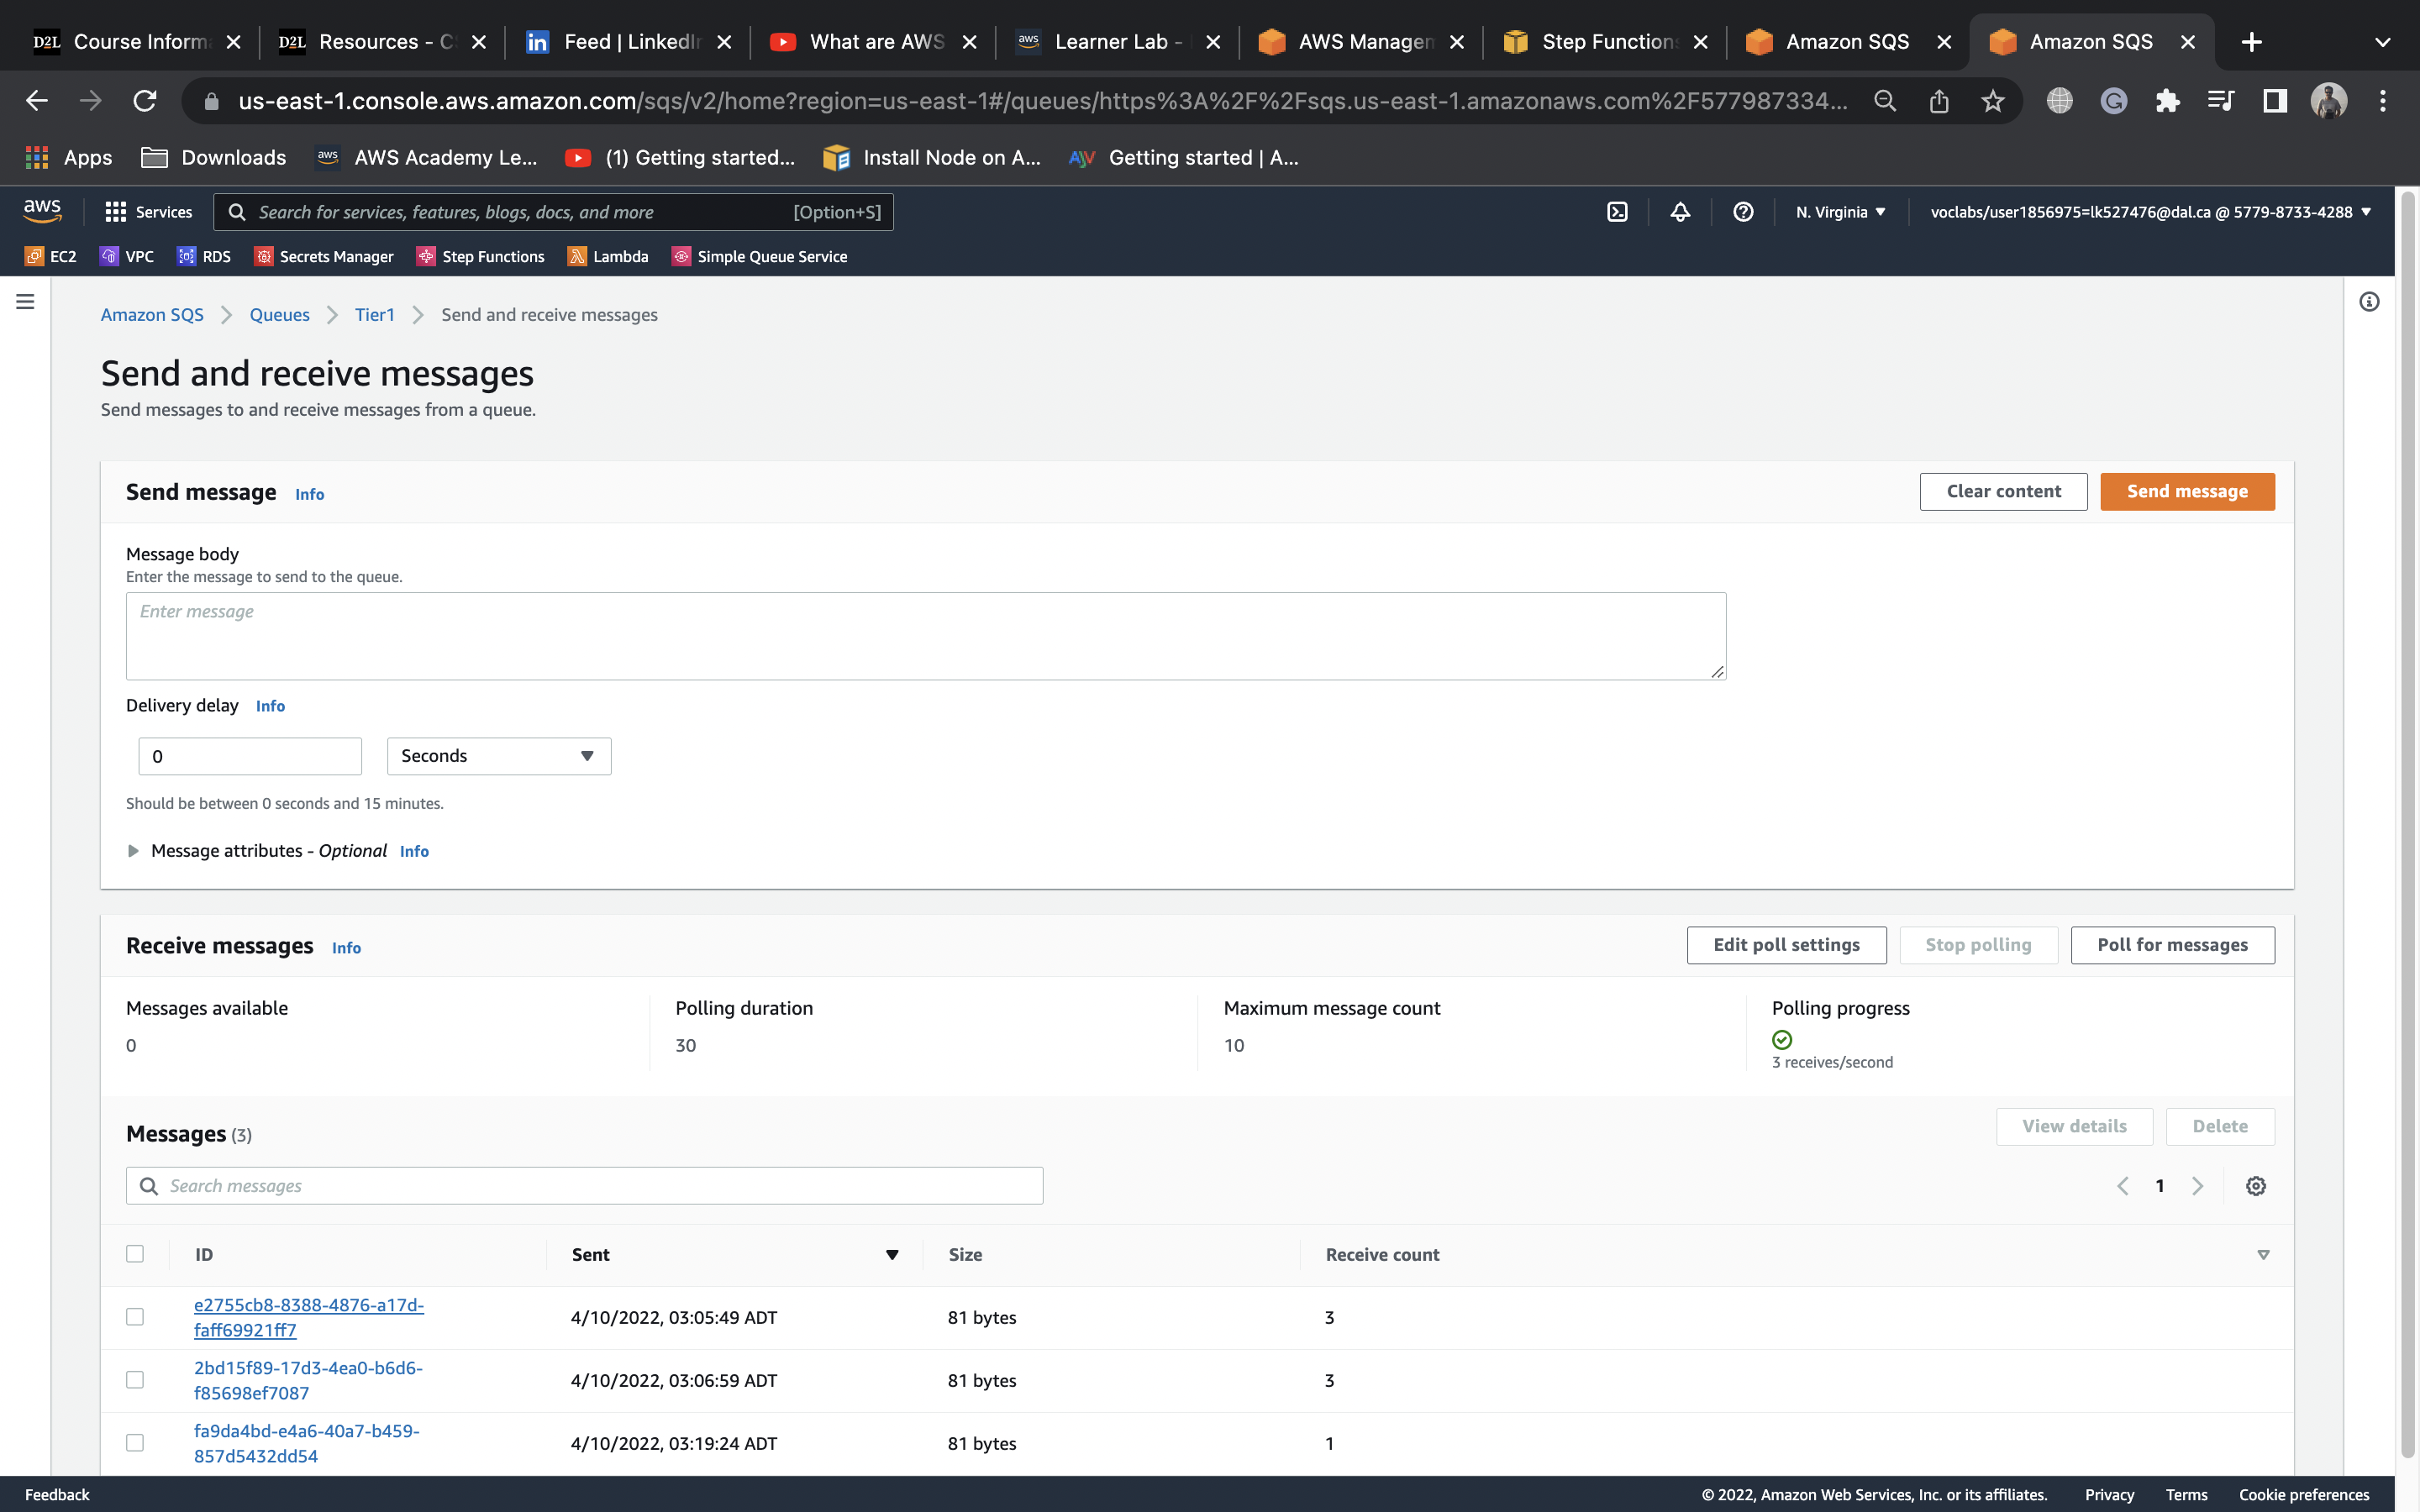 D2L Course Informa
D2L Resources - CS
in Feed | LinkedIn
What are AWS
aws Learner Lab -
AWS Managem
Step Functions
Amazon SQS
Amazon SQS
us-east-1.console.aws.amazon.com/sqs/v2/home?region=us-east-1#/queues/https%3A%2F%2Fsqs.us-east-1.amazonaws.com%2F577987334...
Apps
Downloads
aws AWS Academy Le...
(1) Getting started...
Install Node on A...
AJV Getting started | A...
aws
Services
Search for services, features, blogs, docs, and more [Option+S]
N. Virginia
voclabs/user1856975=lk527476@dal.ca @ 5779-8733-4288
EC2 VPC RDS Secrets Manager Step Functions Lambda Simple Queue Service
Amazon SQS Queues Tier1 Send and receive messages
Send and receive messages
Send messages to and receive messages from a queue.
Send message Info
Clear content Send message
Message body
Enter the message to send to the queue.
Enter message
Delivery delay Info
0 Seconds
Should be between 0 seconds and 15 minutes.
Message attributes - Optional Info
Receive messages Info
Edit poll settings Stop polling Poll for messages
Messages available Polling duration Maximum message count Polling progress
0 30 10
3 receives/second
Messages (3)
View details Delete
Search messages
1
ID Sent Size Receive count
e2755cb8-8388-4876-a17d-
faff69921ff7
4/10/2022, 03:05:49 ADT 81 bytes 3
2bd15f89-17d3-4ea0-b6d6-
f85698ef7087
4/10/2022, 03:06:59 ADT 81 bytes 3
fa9da4bd-e4a6-40a7-b459-
857d5432dd54
4/10/2022, 03:19:24 ADT 81 bytes 1
Feedback
© 2022, Amazon Web Services, Inc. or its affiliates. Privacy Terms Cookie preferences